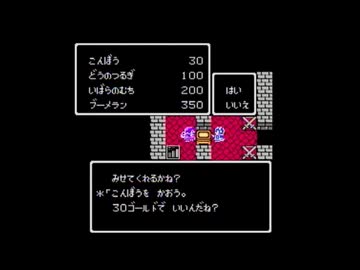 こんぼう 30
どうのつるぎ 100
いばらのむち 200
ブーメラン 350
はい
いいえ
みせてくれるかね?
*「こんぼうを かおう。
30ゴールドで いいんだね?